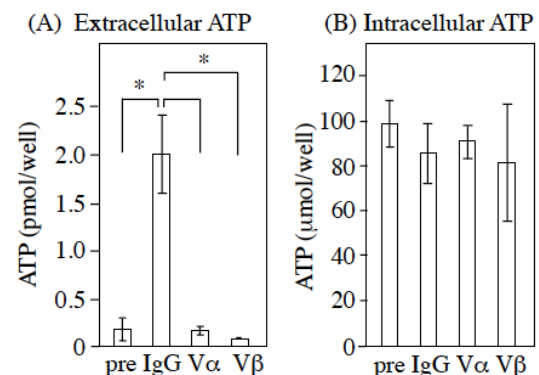 (A) Extracellular ATP
*
*
ATP (pmol/well)
2.5
2.0
1.5
1.0
0.5
0
pre IgG Vα Vβ
(B) Intracellular ATP
ATP (μmol/well)
120
100
80
60
40
20
0
pre IgG Vα Vβ